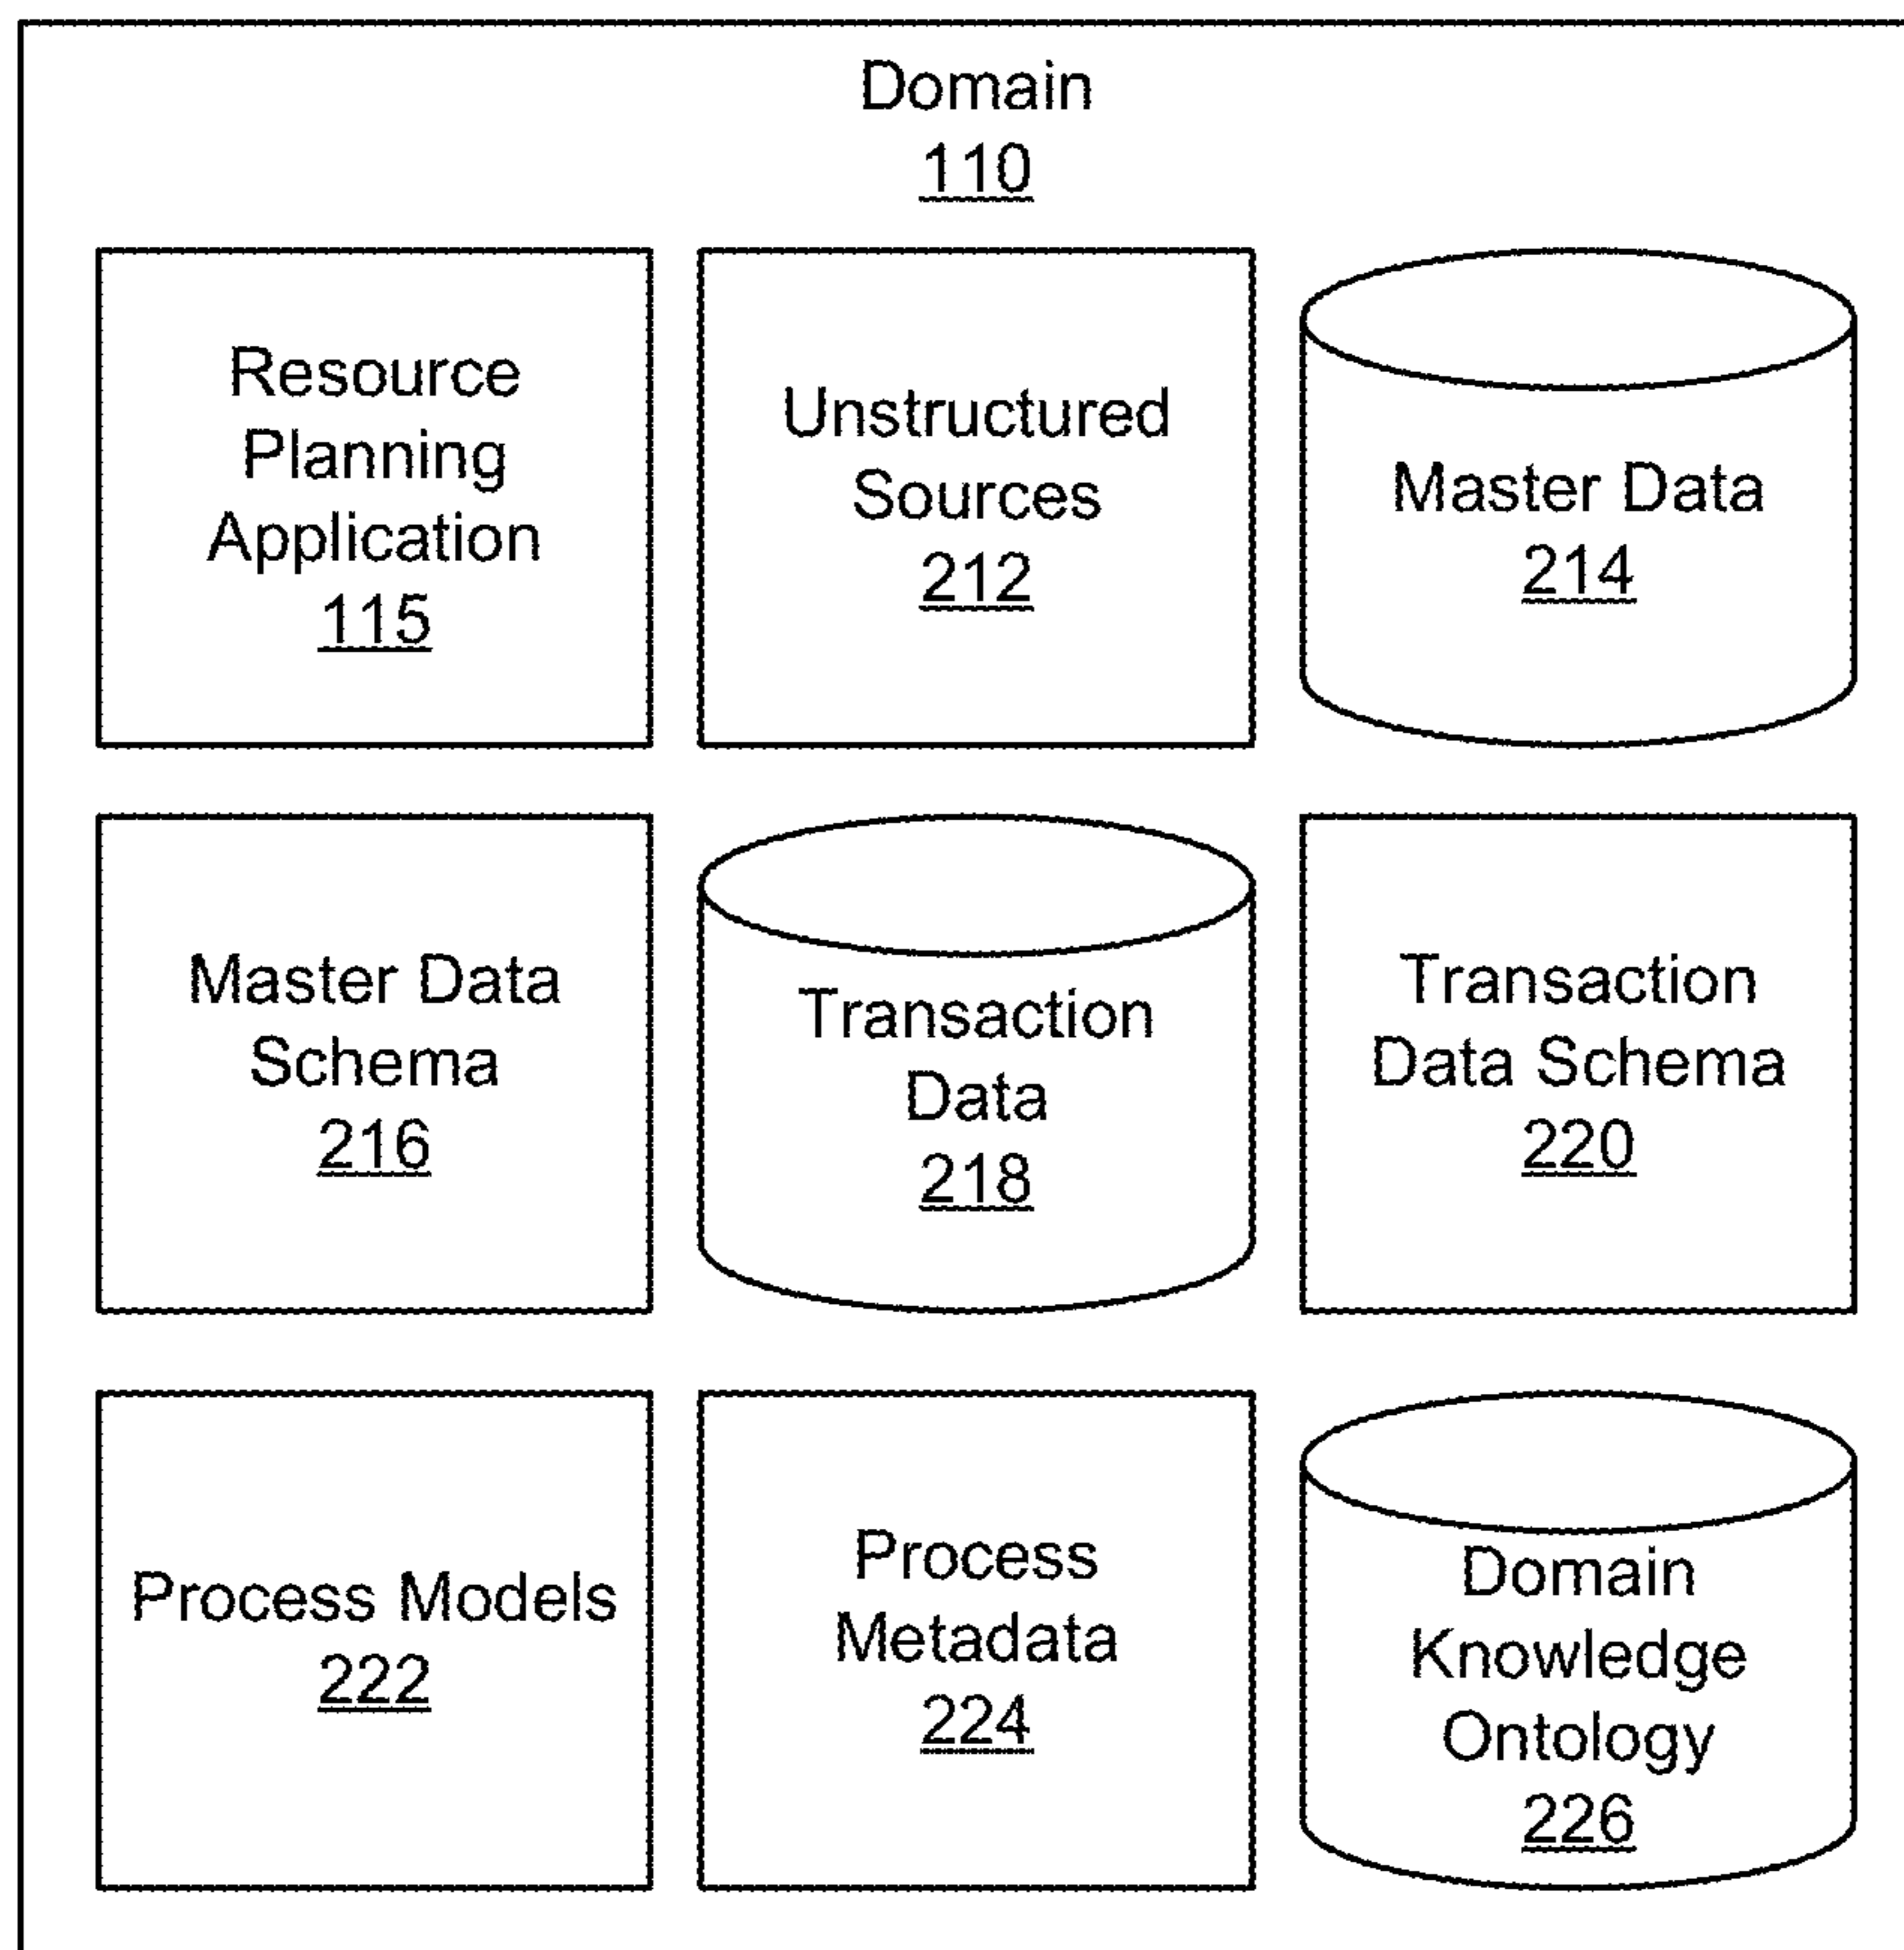 Domain
110
Resource
Planning
Application
115
Unstructured
Sources
212
Master Data
214
Master Data
Schema
216
Transaction
Data
218
Transaction
Data Schema
220
Process Models
222
Process
Metadata
224
Domain
Knowledge
Ontology
226